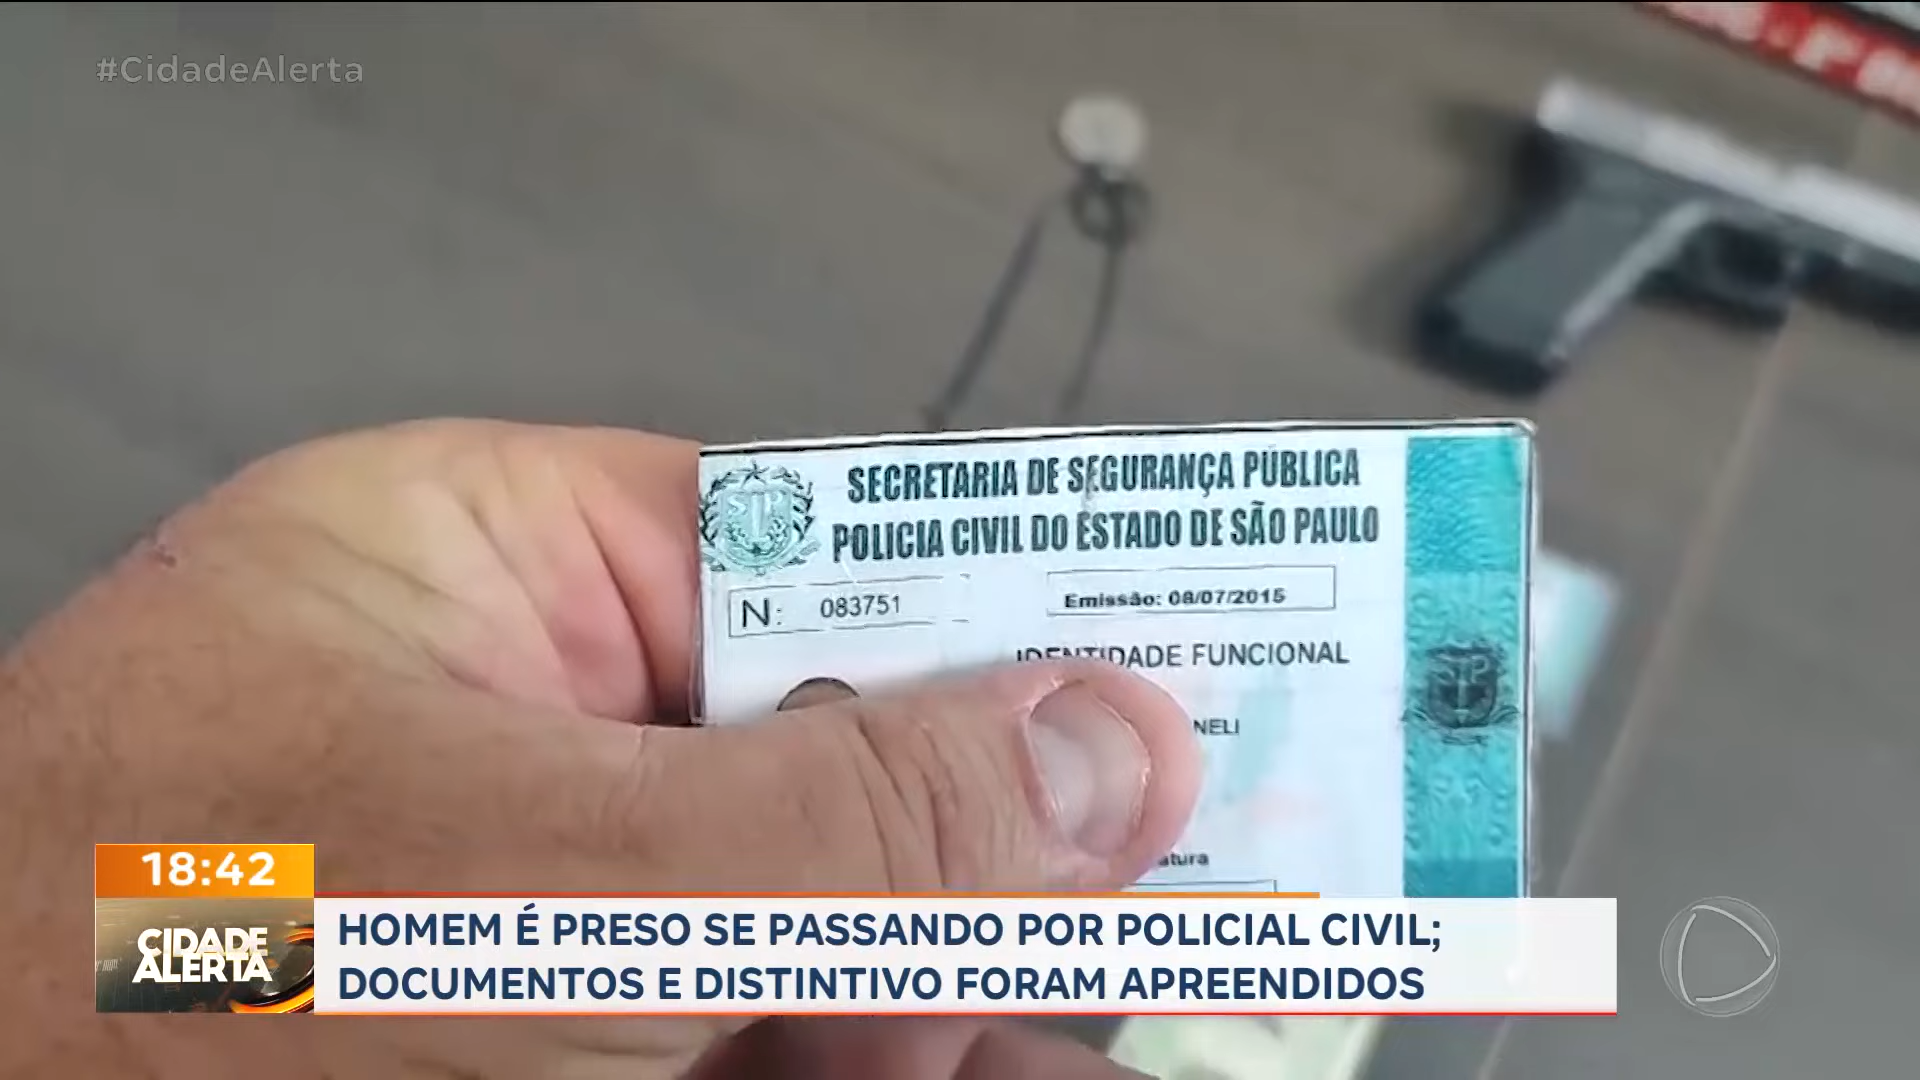 #CidadeAlerta
SECRETARIA DE SEGURANÇA PÚBLICA
POLICIA CIVIL DO ESTADO DE SÃO PAULO
N: 083751
Emissão: 08/07/2015
IDENTIDADE FUNCIONAL
NELI
atura
18:42
CIDADE
ALERTA
HOMEM É PRESO SE PASSANDO POR POLICIAL CIVIL;
DOCUMENTOS E DISTINTIVO FORAM APREENDIDOS